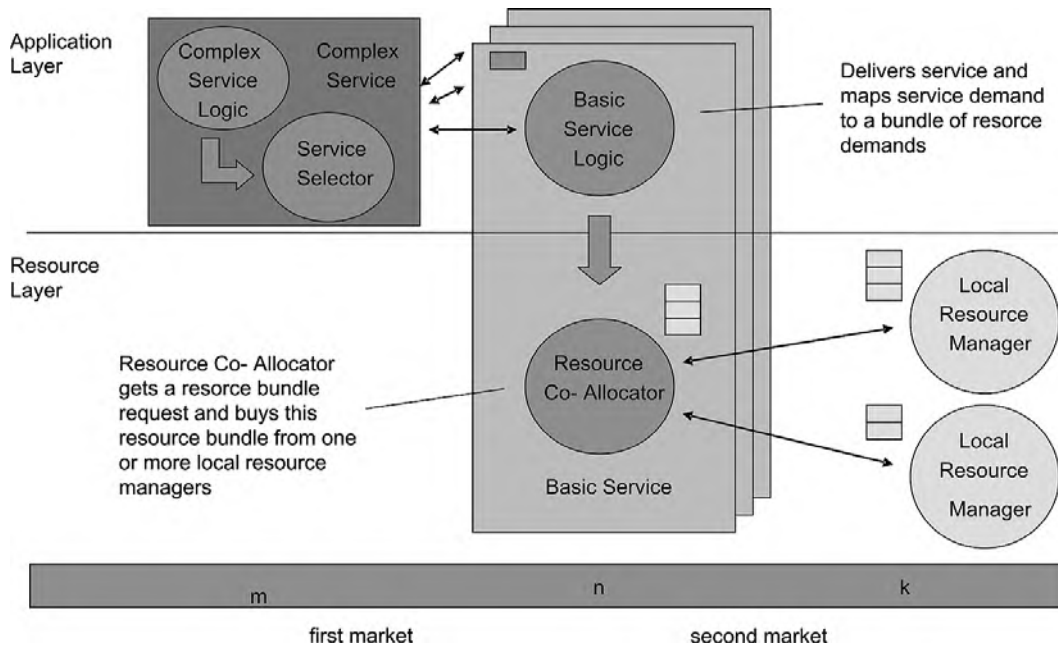 Application
Layer
Complex
Service
Logic
Complex
Service
Service
Selector
Basic
Service
Logic
Delivers service and
maps service demand
to a bundle of resorce
demands
Resource
Layer
Resource Co- Allocator
gets a resorce bundle
request and buys this
resource bundle from one
or more local resource
managers
Resource
Co- Allocator
Basic Service
Local
Resource
Manager
Local
Resource
Manager
m
n
k
first market
second market